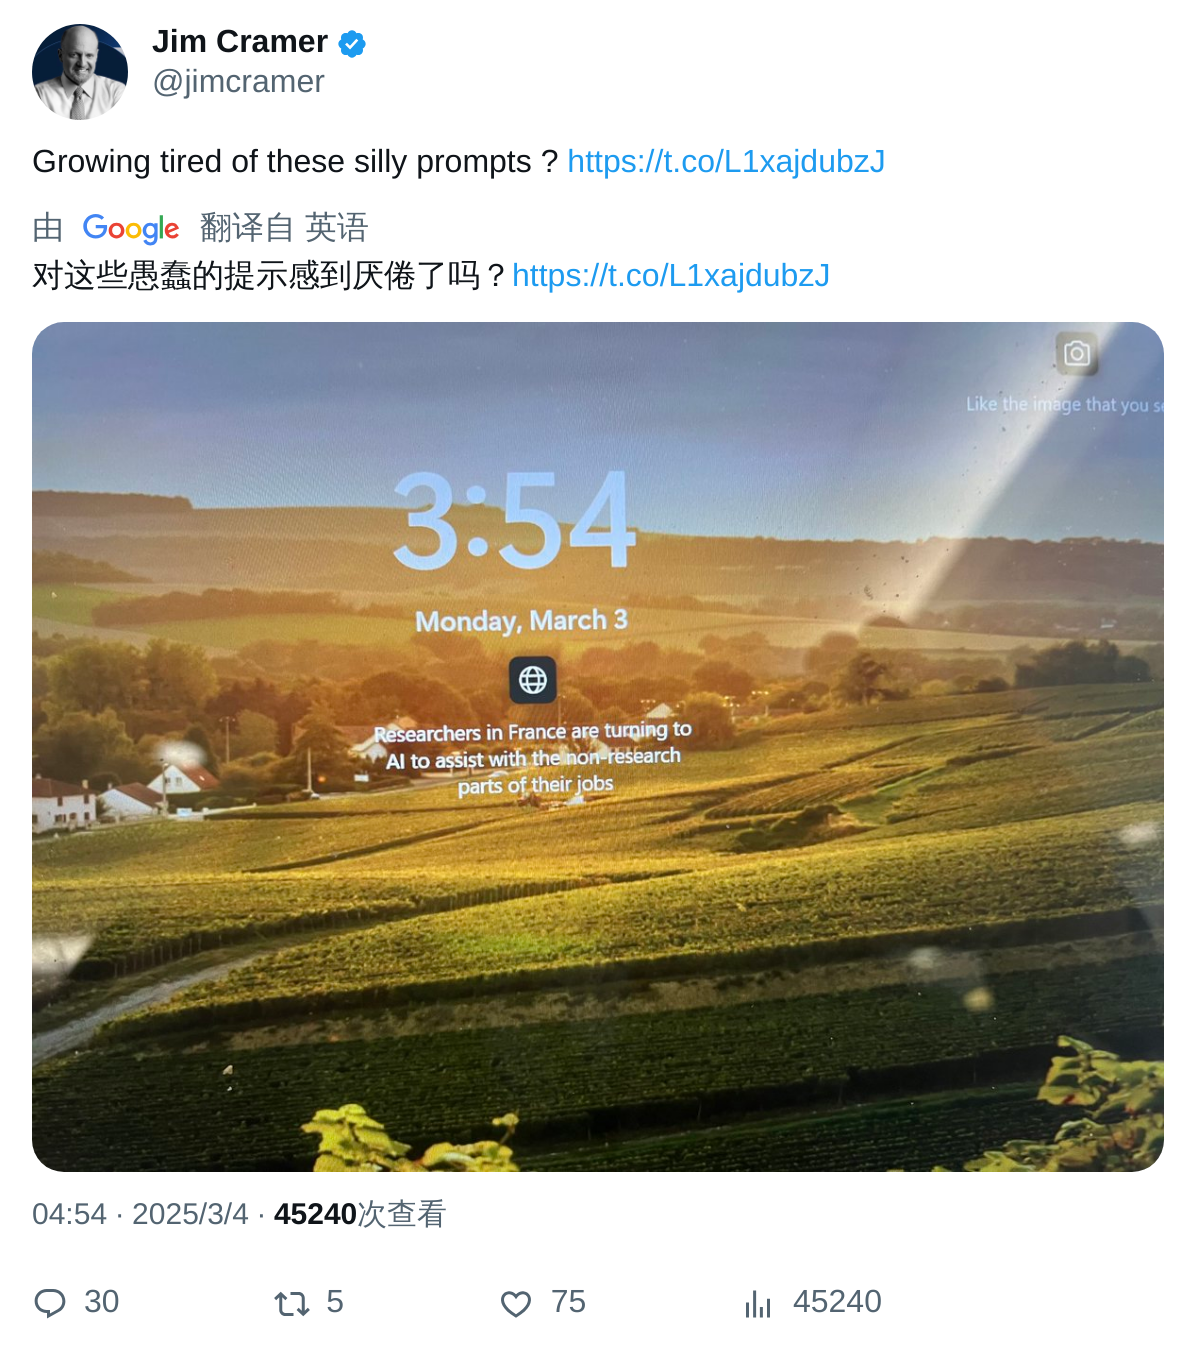 Jim Cramer
@jimcramer
Growing tired of these silly prompts ? https://t.co/L1xajdubzJ
由 Google 翻译自 英语
对这些愚蠢的提示感到厌倦了吗？https://t.co/L1xajdubzJ
Like the image that you se
3:54
Monday, March 3
Researchers in France are turning to
AI to assist with the non-research
parts of their jobs
04:54 · 2025/3/4 · 45240次查看
30 5 75 45240